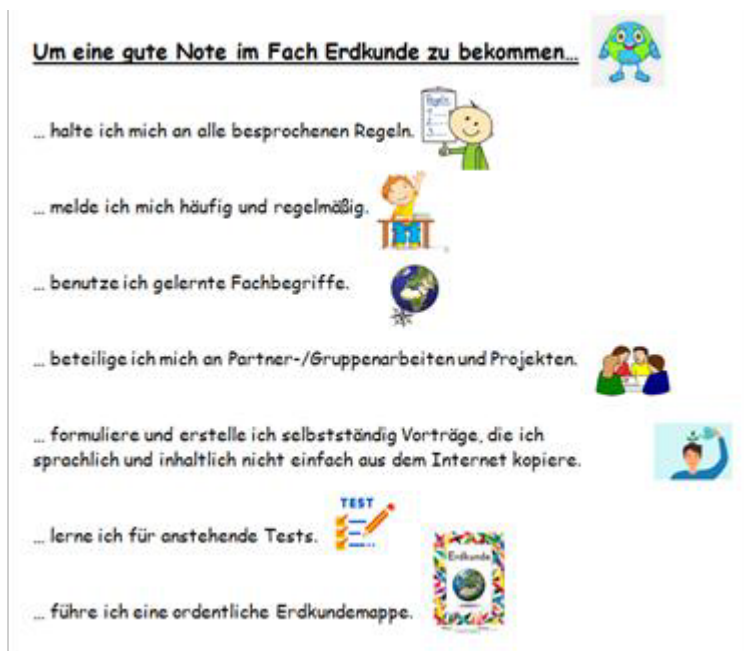 Um eine gute Note im Fach Erdkunde zu bekommen...
Regeln
1
2
3
... halte ich mich an alle besprochenen Regeln.
... melde ich mich häufig und regelmäßig.
... benutze ich gelernte Fachbegriffe.
... beteilige ich mich an Partner-/Gruppenarbeiten und Projekten.
... formuliere und erstelle ich selbstständig Vorträge, die ich
sprachlich und inhaltlich nicht einfach aus dem Internet kopiere.
TEST
... lerne ich für anstehende Tests.
Erdkunde
... führe ich eine ordentliche Erdkundemappe.